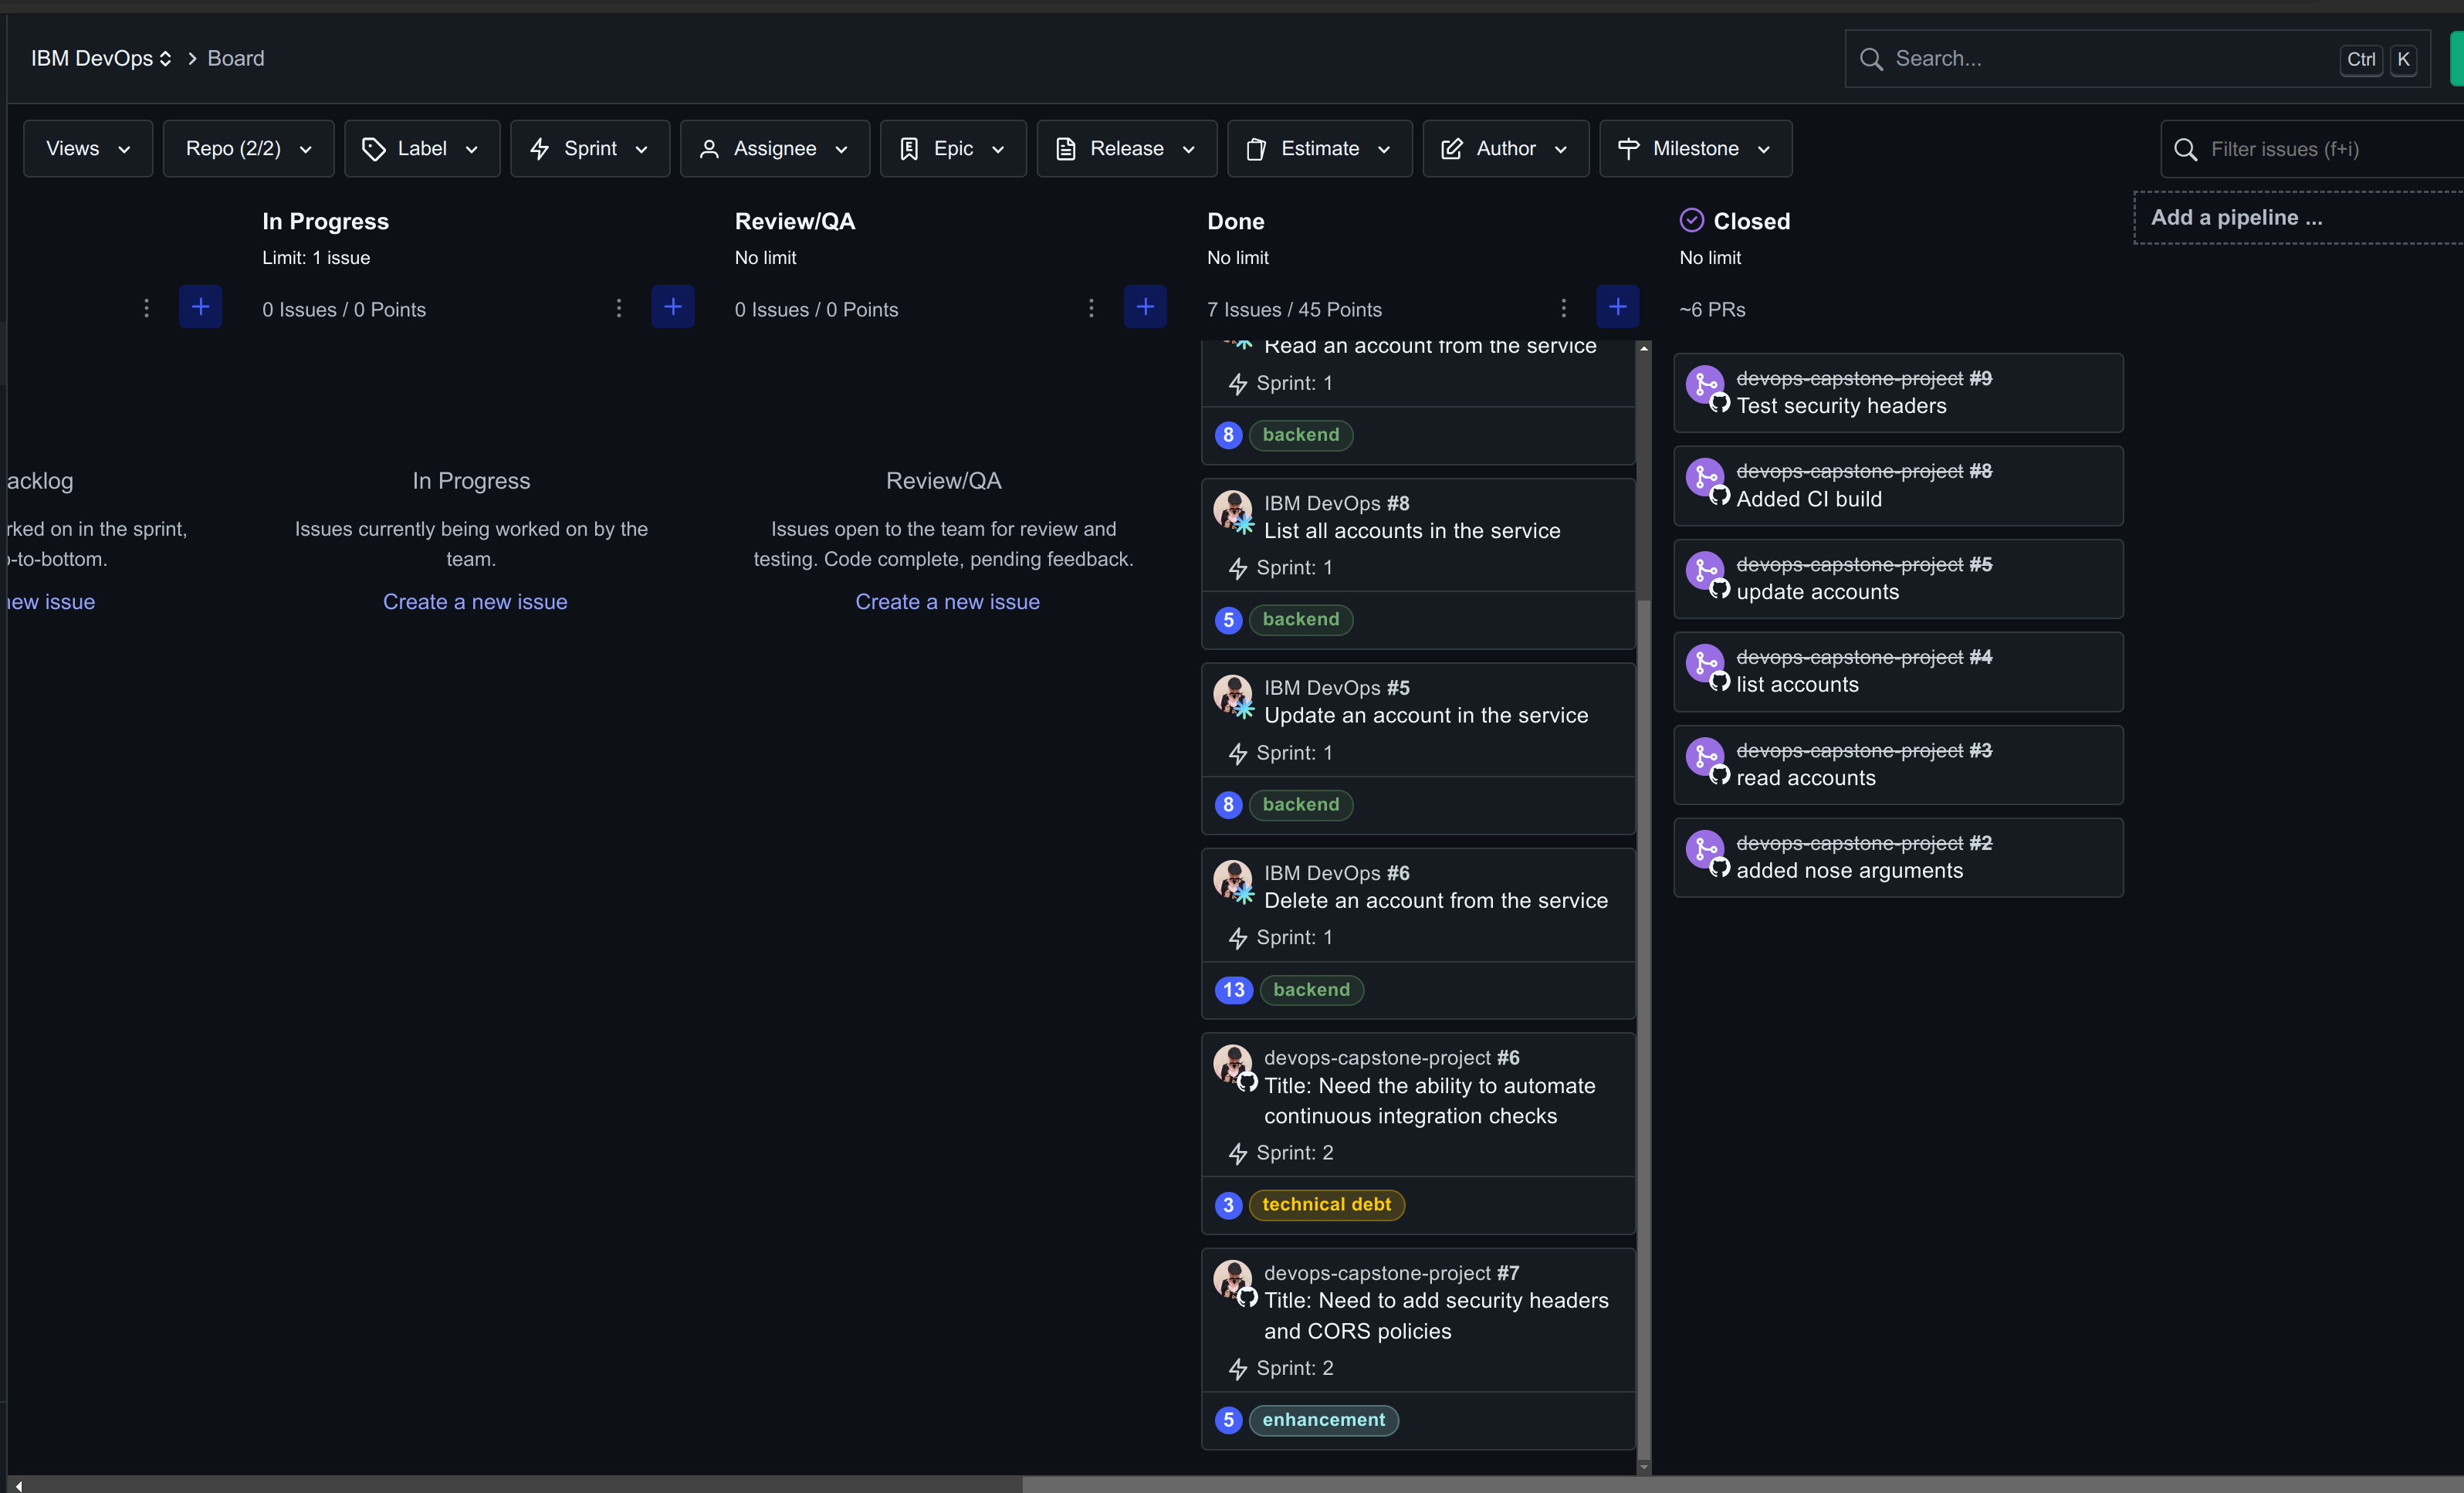 IBM DevOps > Board
Search...
Ctrl K
Views
Repo (2/2)
Label
Sprint
Assignee
Epic
Release
Estimate
Author
Milestone
Filter issues (f+i)
acklog
rked on in the sprint,
-to-bottom.
new issue
In Progress
Limit: 1 issue
0 Issues / 0 Points
In Progress
Issues currently being worked on by the
team.
Create a new issue
Review/QA
No limit
0 Issues / 0 Points
Review/QA
Issues open to the team for review and
testing. Code complete, pending feedback.
Create a new issue
Done
No limit
7 Issues / 45 Points
Read an account from the service
Sprint: 1
8 backend
IBM DevOps #8
List all accounts in the service
Sprint: 1
5 backend
IBM DevOps #5
Update an account in the service
Sprint: 1
8 backend
IBM DevOps #6
Delete an account from the service
Sprint: 1
13 backend
devops-capstone-project #6
Title: Need the ability to automate
continuous integration checks
Sprint: 2
3 technical debt
devops-capstone-project #7
Title: Need to add security headers
and CORS policies
Sprint: 2
5 enhancement
Closed
No limit
~6 PRs
devops-capstone-project #9
Test security headers
devops-capstone-project #8
Added CI build
devops-capstone-project #5
update accounts
devops-capstone-project #4
list accounts
devops-capstone-project #3
read accounts
devops-capstone-project #2
added nose arguments
Add a pipeline ...